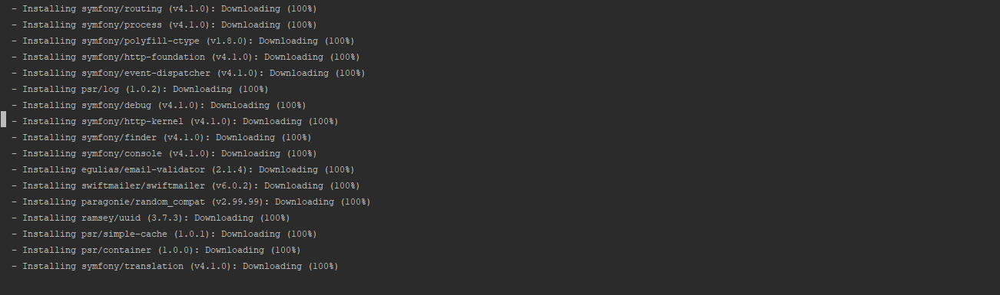 - Installing symfony/routing (v4.1.0): Downloading (100%)
- Installing symfony/process (v4.1.0): Downloading (100%)
- Installing symfony/polyfill-ctype (v1.8.0): Downloading (100%)
- Installing symfony/http-foundation (v4.1.0): Downloading (100%)
- Installing symfony/event-dispatcher (v4.1.0): Downloading (100%)
- Installing psr/log (1.0.2): Downloading (100%)
- Installing symfony/debug (v4.1.0): Downloading (100%)
- Installing symfony/http-kernel (v4.1.0): Downloading (100%)
- Installing symfony/finder (v4.1.0): Downloading (100%)
- Installing symfony/console (v4.1.0): Downloading (100%)
- Installing egulias/email-validator (2.1.4): Downloading (100%)
- Installing swiftmailer/swiftmailer (v6.0.2): Downloading (100%)
- Installing paragonie/random_compat (v2.99.99): Downloading (100%)
- Installing ramsey/uuid (3.7.3): Downloading (100%)
- Installing psr/simple-cache (1.0.1): Downloading (100%)
- Installing psr/container (1.0.0): Downloading (100%)
- Installing symfony/translation (v4.1.0): Downloading (100%)